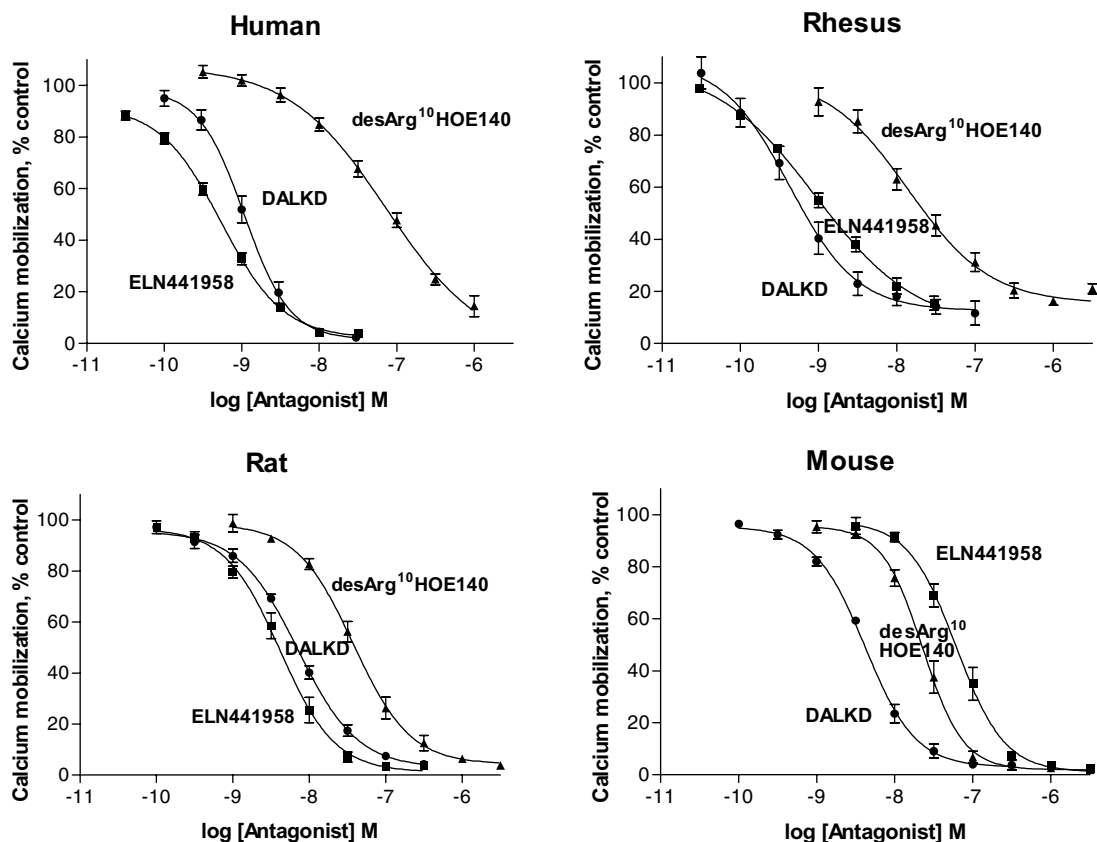 Human
Calcium mobilization, % control
100
80
60
40
20
0
desArg¹⁰HOE140
DALKD
ELN441958
-11 -10 -9 -8 -7 -6
log [Antagonist] M
Rhesus
Calcium mobilization, % control
100
80
60
40
20
0
desArg¹⁰HOE140
ELN441958
DALKD
-11 -10 -9 -8 -7 -6
log [Antagonist] M
Rat
Calcium mobilization, % control
100
80
60
40
20
0
desArg¹⁰HOE140
DALKD
ELN441958
-11 -10 -9 -8 -7 -6
log [Antagonist] M
Mouse
Calcium mobilization, % control
100
80
60
40
20
0
ELN441958
desArg¹⁰
HOE140
DALKD
-11 -10 -9 -8 -7 -6
log [Antagonist] M